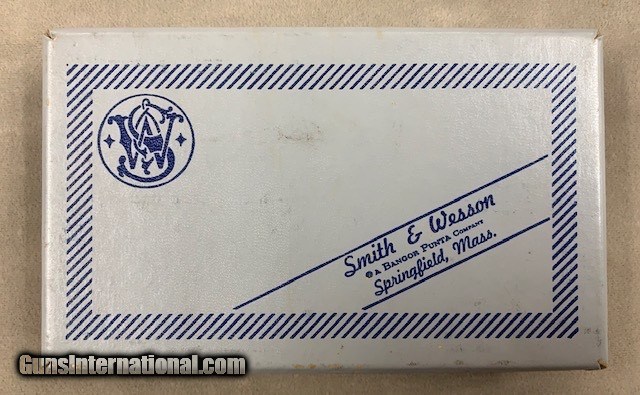 S&W
Smith & Wesson
® A BANGOR PUNTA COMPANY
Springfield, Mass.
GunsInternational.com